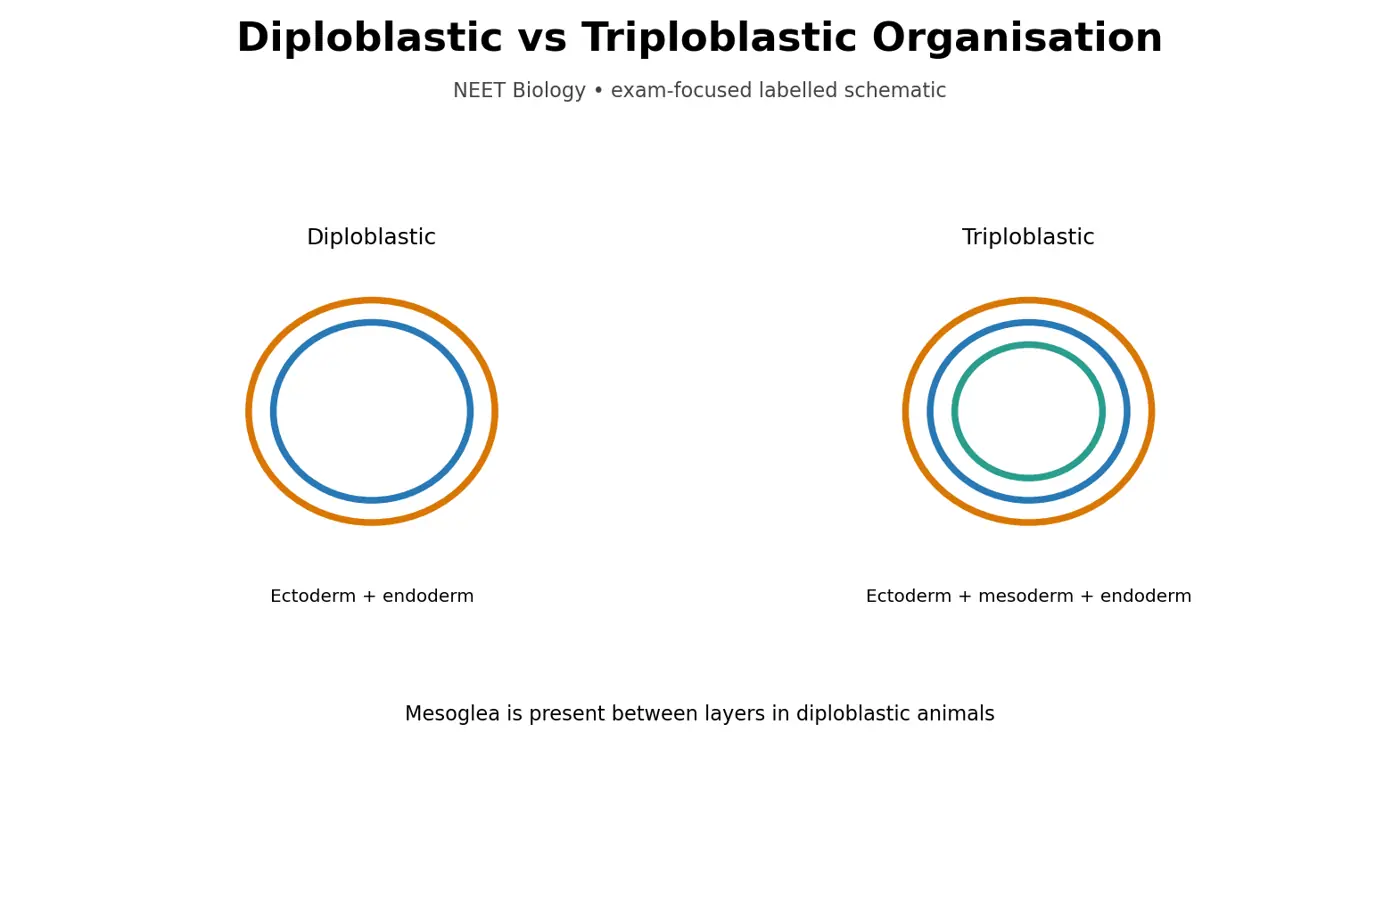 Diploblastic vs Triploblastic Organisation
NEET Biology • exam-focused labelled schematic
Diploblastic
Triploblastic
Ectoderm + endoderm
Ectoderm + mesoderm + endoderm
Mesoglea is present between layers in diploblastic animals